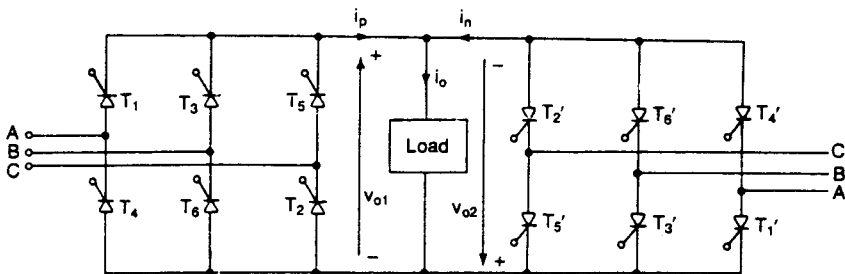 i_p i_n
+ −
T₁ T₃ T₅ i_o T₂' T₆' T₄'
A Load C
B B
C A
T₄ T₆ T₂ v_o1 v_o2 T₅' T₃' T₁'
− +